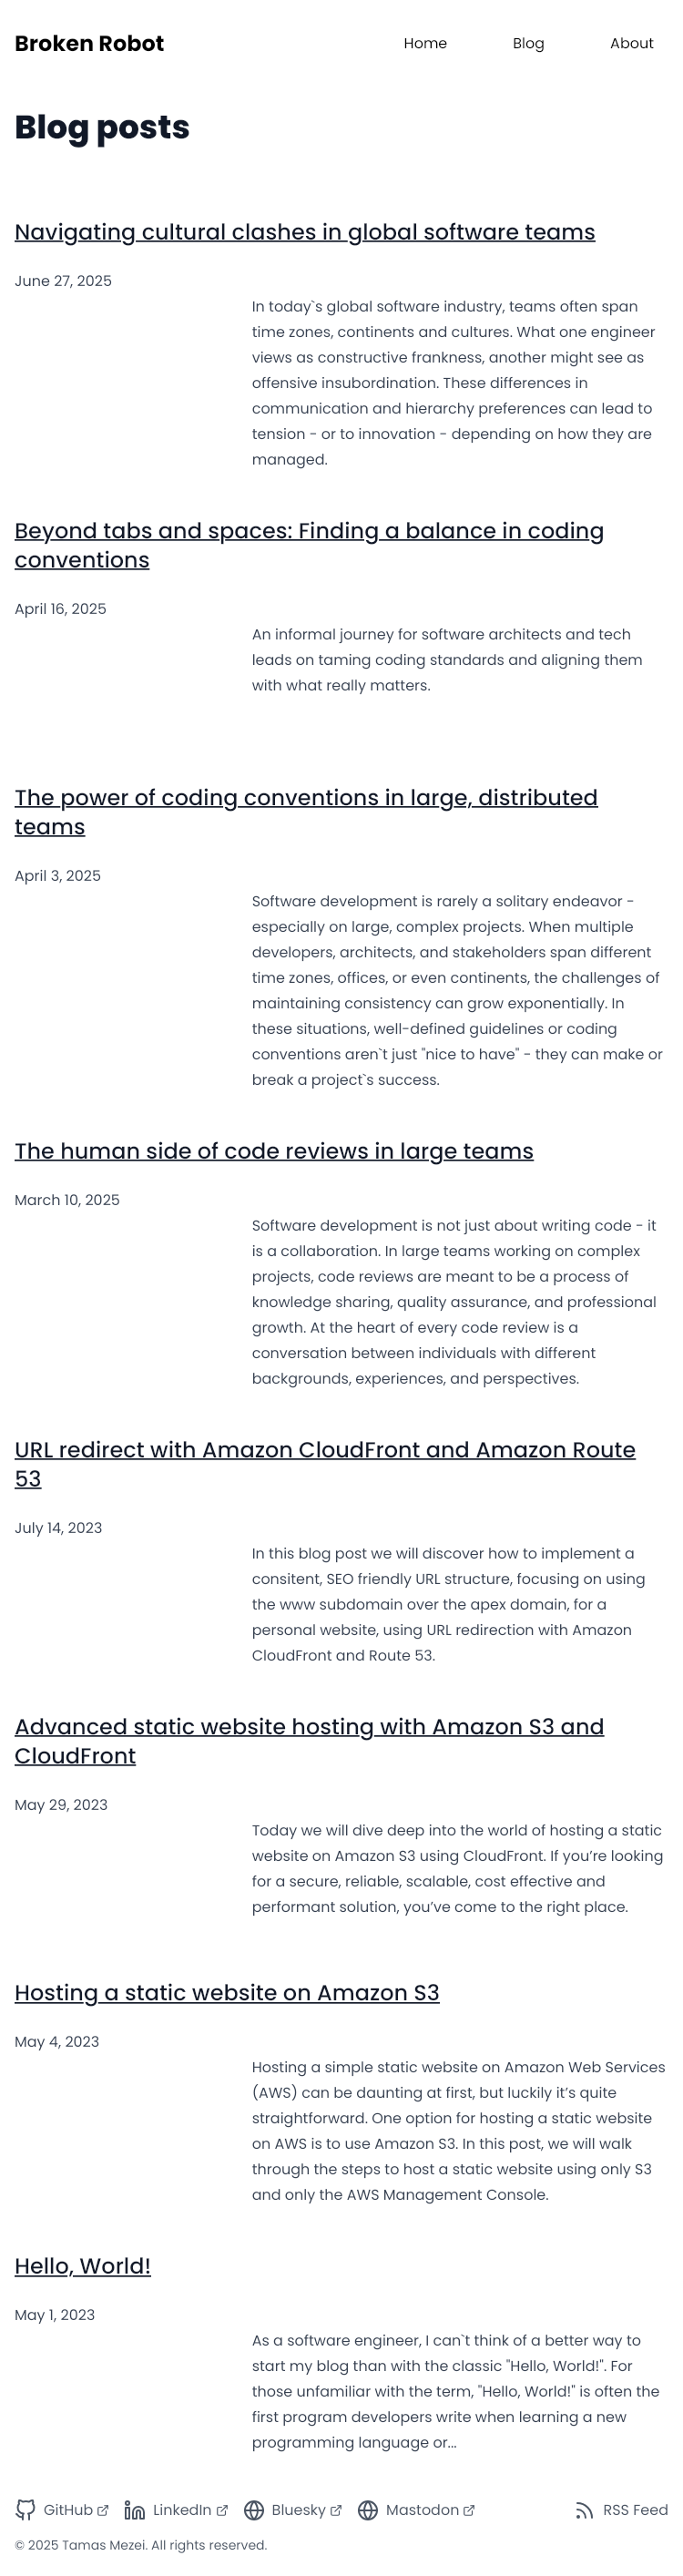 Broken Robot
Home
Blog
About
Blog posts
Navigating cultural clashes in global software teams
June 27, 2025
In today`s global software industry, teams often span
time zones, continents and cultures. What one engineer
views as constructive frankness, another might see as
offensive insubordination. These differences in
communication and hierarchy preferences can lead to
tension - or to innovation - depending on how they are
managed.
Beyond tabs and spaces: Finding a balance in coding
conventions
April 16, 2025
An informal journey for software architects and tech
leads on taming coding standards and aligning them
with what really matters.
The power of coding conventions in large, distributed
teams
April 3, 2025
Software development is rarely a solitary endeavor -
especially on large, complex projects. When multiple
developers, architects, and stakeholders span different
time zones, offices, or even continents, the challenges of
maintaining consistency can grow exponentially. In
these situations, well-defined guidelines or coding
conventions aren`t just "nice to have" - they can make or
break a project`s success.
The human side of code reviews in large teams
March 10, 2025
Software development is not just about writing code - it
is a collaboration. In large teams working on complex
projects, code reviews are meant to be a process of
knowledge sharing, quality assurance, and professional
growth. At the heart of every code review is a
conversation between individuals with different
backgrounds, experiences, and perspectives.
URL redirect with Amazon CloudFront and Amazon Route
53
July 14, 2023
In this blog post we will discover how to implement a
consitent, SEO friendly URL structure, focusing on using
the www subdomain over the apex domain, for a
personal website, using URL redirection with Amazon
CloudFront and Route 53.
Advanced static website hosting with Amazon S3 and
CloudFront
May 29, 2023
Today we will dive deep into the world of hosting a static
website on Amazon S3 using CloudFront. If you’re looking
for a secure, reliable, scalable, cost effective and
performant solution, you’ve come to the right place.
Hosting a static website on Amazon S3
May 4, 2023
Hosting a simple static website on Amazon Web Services
(AWS) can be daunting at first, but luckily it’s quite
straightforward. One option for hosting a static website
on AWS is to use Amazon S3. In this post, we will walk
through the steps to host a static website using only S3
and only the AWS Management Console.
Hello, World!
May 1, 2023
As a software engineer, I can`t think of a better way to
start my blog than with the classic "Hello, World!". For
those unfamiliar with the term, "Hello, World!" is often the
first program developers write when learning a new
programming language or...
GitHub
LinkedIn
Bluesky
Mastodon
RSS Feed
© 2025 Tamas Mezei. All rights reserved.